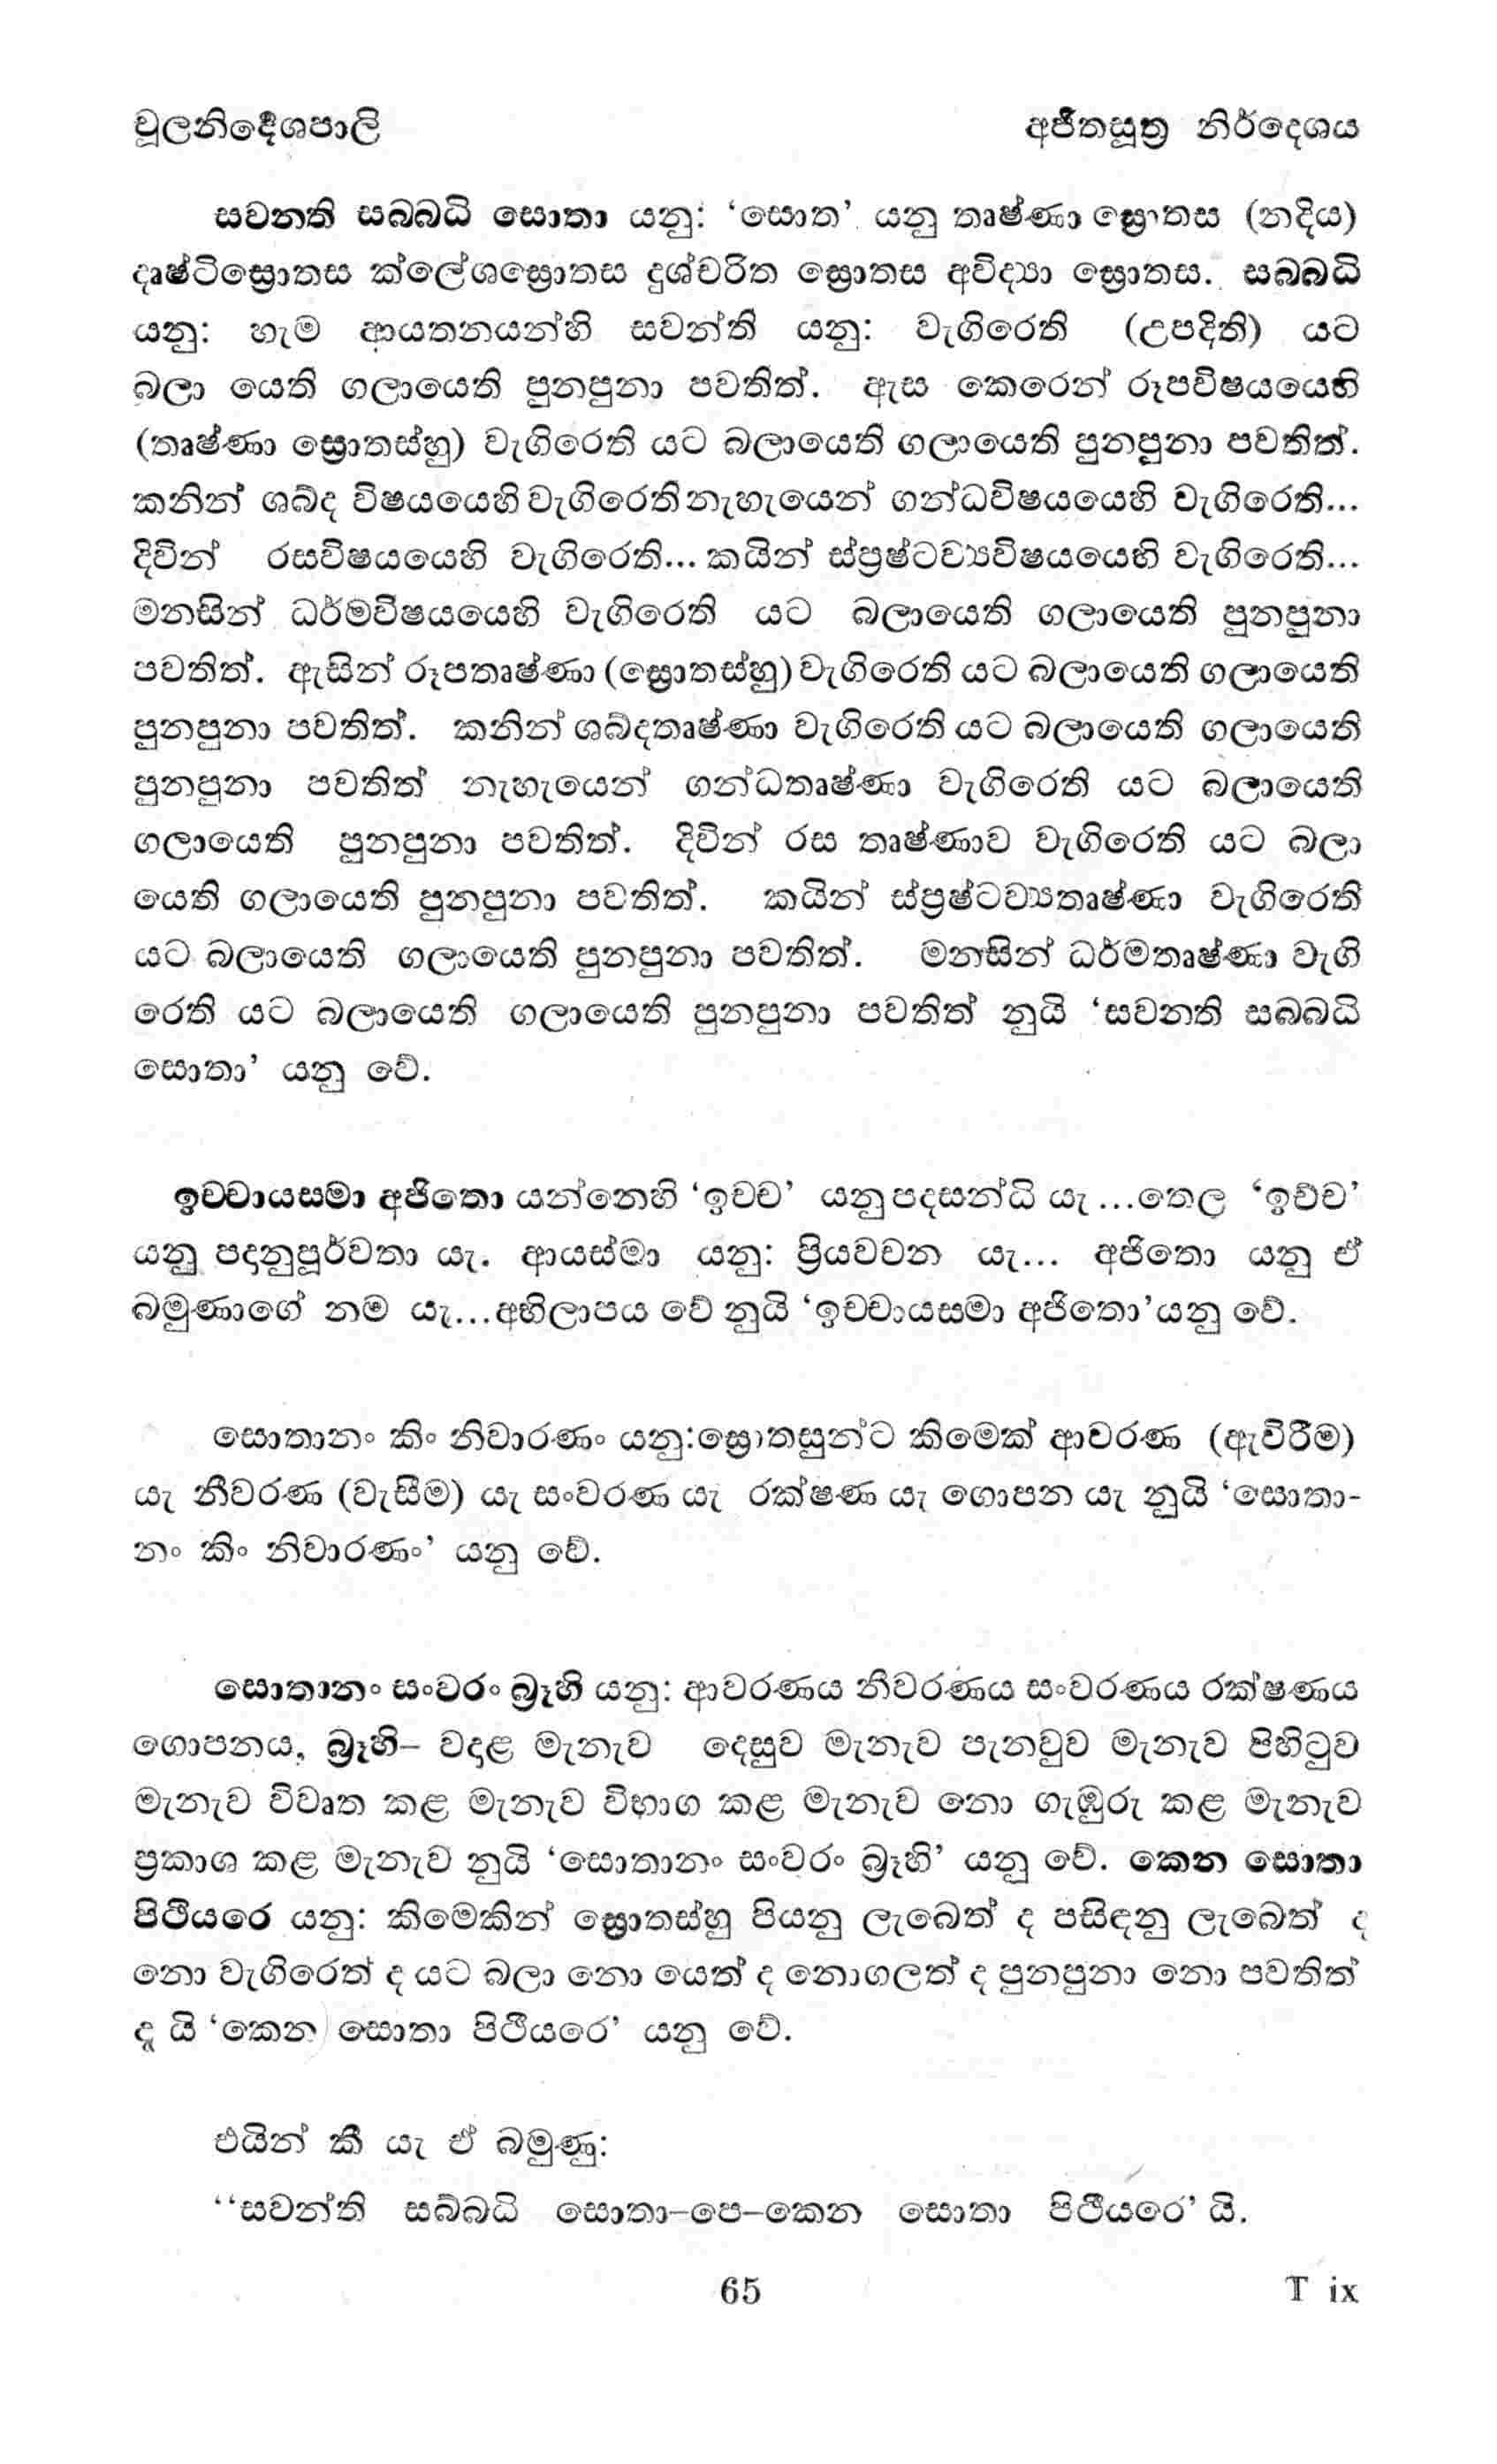 චූලනිර්‍දෙශපාලි	අජිතසූත්‍ර නිර්දෙශය
සවනති සබබධි සොතා යනු: ‘සොත’ යනු තෘෂ්ණා ස්‍රොතස (නදිය)
දෘෂ්ටිස්‍රොතස ක්ලේශස්‍රොතස දුශ්චරිත ස්‍රොතස අවිද්‍යා ස්‍රොතස. සබබධි
යනු: හැම ආයතනයන්හි සවන්ති යනු: වැගිරෙති (උපදිති) යට
බලා යෙති ගලායෙති පුනපුනා පවතිත්. ඇස කෙරෙන් රූපවිෂයයෙහි
(තෘෂ්ණා ස්‍රොතස්හු) වැගිරෙති යට බලායෙති ගලායෙති පුනපුනා පවතිත්.
කනින් ශබ්ද විෂයයෙහි වැගිරෙති නැහැයෙන් ගන්ධවිෂයයෙහි වැගිරෙති...
දිවින් රසවිෂයයෙහි වැගිරෙති... කයින් ස්ප්‍රෂ්ටව්‍යවිෂයයෙහි වැගිරෙති...
මනසින් ධර්මවිෂයයෙහි වැගිරෙති යට බලායෙති ගලායෙති පුනපුනා
පවතිත්. ඇසින් රූපතෘෂ්ණා (ස්‍රොතස්හු) වැගිරෙති යට බලායෙති ගලායෙති
පුනපුනා පවතිත්. කනින් ශබ්දතෘෂ්ණා වැගිරෙති යට බලායෙති ගලායෙති
පුනපුනා පවතිත් නැහැයෙන් ගන්ධතෘෂ්ණා වැගිරෙති යට බලායෙති
ගලායෙති පුනපුනා පවතිත්. දිවින් රස තෘෂ්ණාව වැගිරෙති යට බලා
යෙති ගලායෙති පුනපුනා පවතිත්. කයින් ස්ප්‍රෂ්ටව්‍යතෘෂ්ණා වැගිරෙති
යට බලායෙති ගලායෙති පුනපුනා පවතිත්. මනසින් ධර්මතෘෂ්ණා වැගි
රෙති යට බලායෙති ගලායෙති පුනපුනා පවතිත් නුයි ‘සවනති සබබධි
සොතා’ යනු වේ.
ඉචචායසමා අජිතො යන්නෙහි ‘ඉචච’ යනු පදසන්ධි යැ ...තෙල ‘ඉච්ච’
යනු පදානුපූර්වතා යැ. ආයස්මා යනු: ප්‍රියවචන යැ... අජිතො යනු ඒ
බමුණාගේ නම යැ...අභිලාපය වේ නුයි ‘ඉචචායසමා අජිතො’යනු වේ.
සොතානං කිං නිවාරණං යනු:ස්‍රොතසුන්ට කිමෙක් ආවරණ (ඇවිරීම)
යැ නීවරණ (වැසීම) යැ සංවරණ යැ රක්ෂණ යැ ගොපන යැ නුයි ‘සොතා-
නං කිං නිවාරණං’ යනු වේ.
සොතානං සංවරං බ්‍රූහි යනු: ආවරණය නීවරණය සංවරණය රක්ෂණය
ගොපනය, බ්‍රූහි– වදාළ මැනැව දෙසුව මැනැව පැනවුව මැනැව පිහිටුව
මැනැව විවෘත කළ මැනැව විභාග කළ මැනැව නො ගැඹුරු කළ මැනැව
ප්‍රකාශ කළ මැනැව නුයි ‘සොතානං සංවරං බ්‍රූහි’ යනු වේ. කෙන සොතා
පිථීයරෙ යනු: කිමෙකින් ස්‍රොතස්හු පියනු ලැබෙත් ද පසිඳනු ලැබෙත් ද
නො වැගිරෙත් ද යට බලා නො යෙත් ද නොගලත් ද පුනපුනා නො පවතිත්
දැ යි ‘කෙන සොතා පිථීයරෙ’ යනු වේ.
එයින් කී යැ ඒ බමුණු:
‘‘සවන්ති සබ්බධි සොතා–පෙ–කෙන සොතා පිථීයරෙ’ යි.
65	T ix